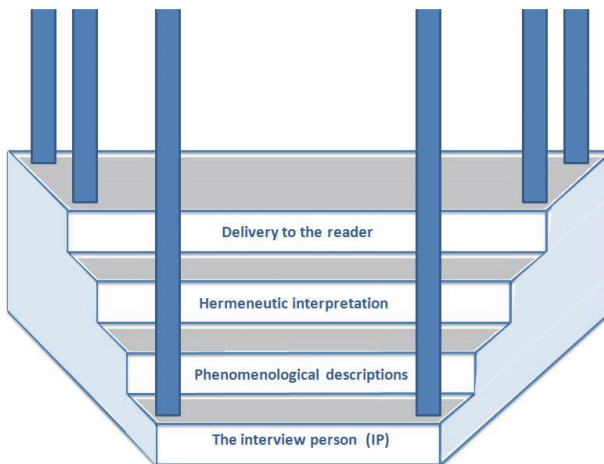 Delivery to the reader
Hermeneutic interpretation
Phenomenological descriptions
The interview person (IP)